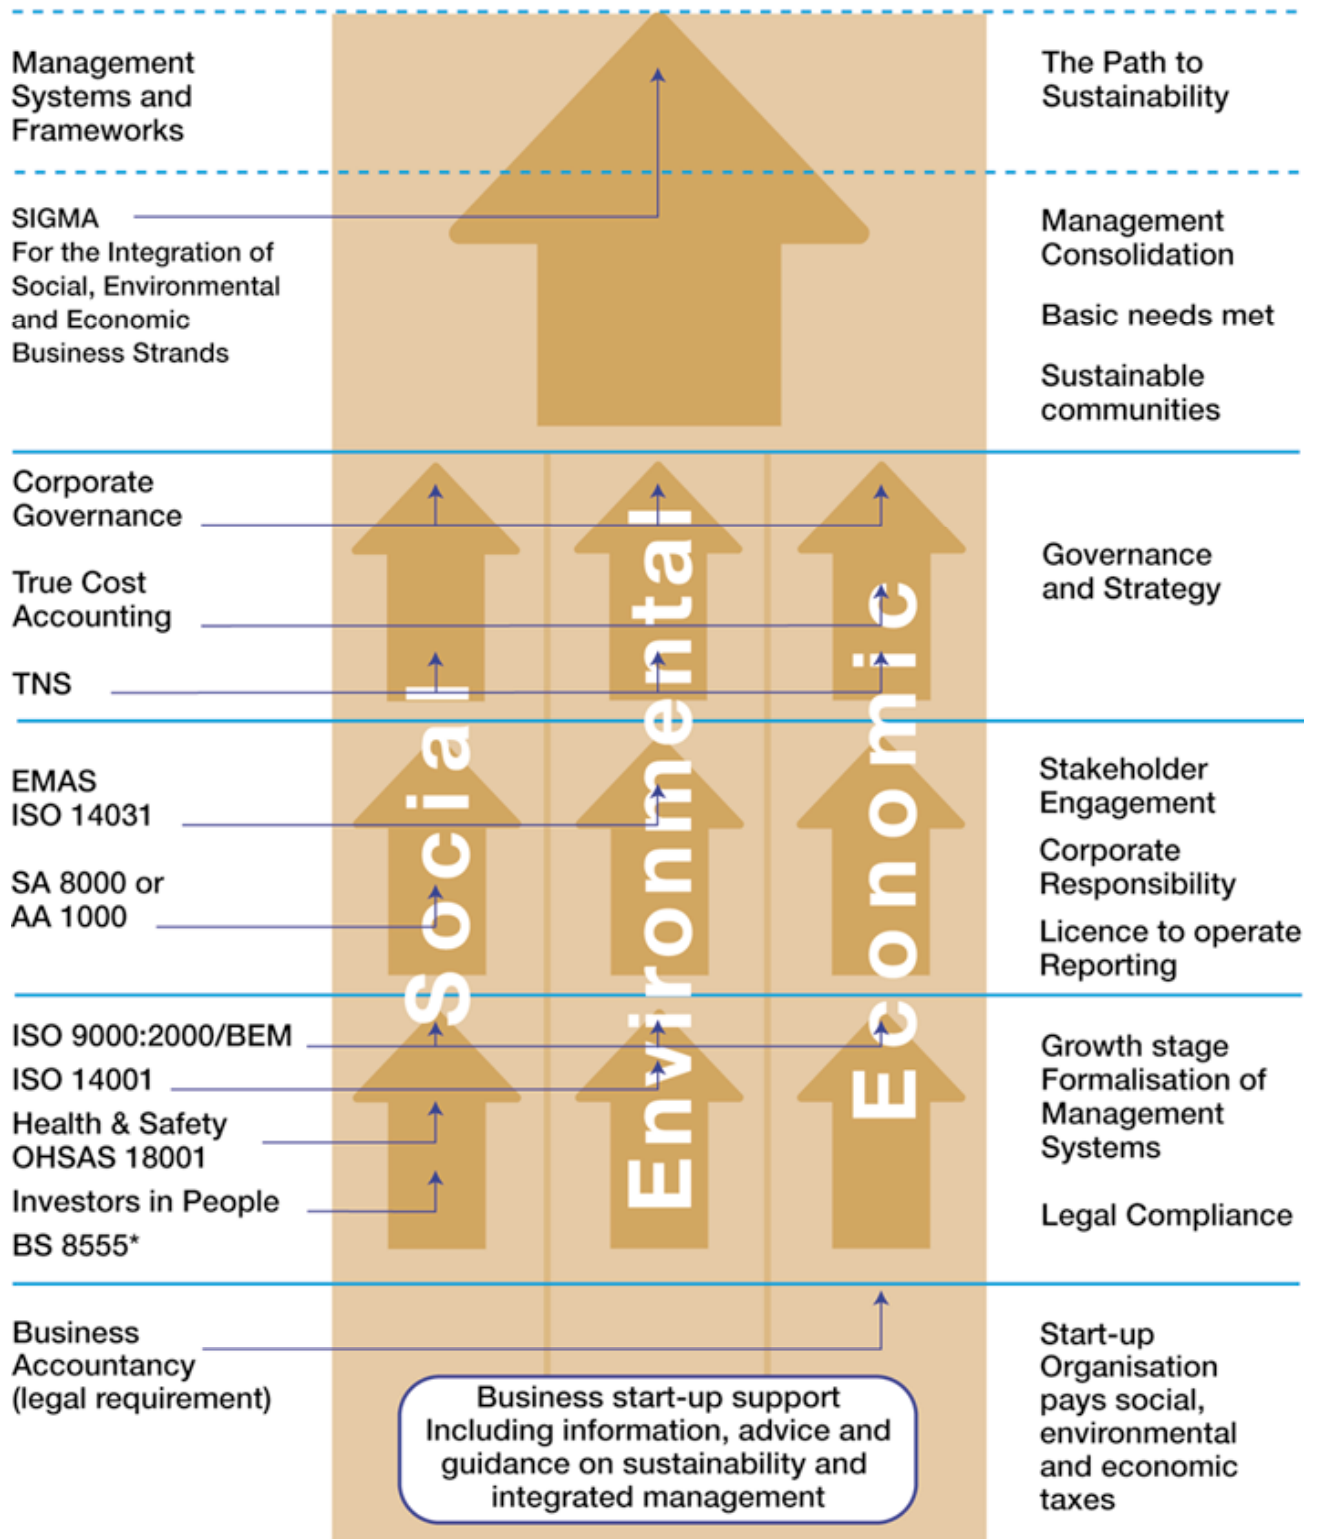 Management
Systems and
Frameworks
The Path to
Sustainability
SIGMA
For the Integration of
Social, Environmental
and Economic
Business Strands
Management
Consolidation
Basic needs met
Sustainable
communities
Corporate
Governance
True Cost
Accounting
TNS
Governance
and Strategy
EMAS
ISO 14031
SA 8000 or
AA 1000
Stakeholder
Engagement
Corporate
Responsibility
Licence to operate
Reporting
ISO 9000:2000/BEM
ISO 14001
Health & Safety
OHSAS 18001
Investors in People
BS 8555*
Growth stage
Formalisation of
Management
Systems
Legal Compliance
Social
Environmental
Economic
Business
Accountancy
(legal requirement)
Business start-up support
Including information, advice and
guidance on sustainability and
integrated management
Start-up
Organisation
pays social,
environmental
and economic
taxes